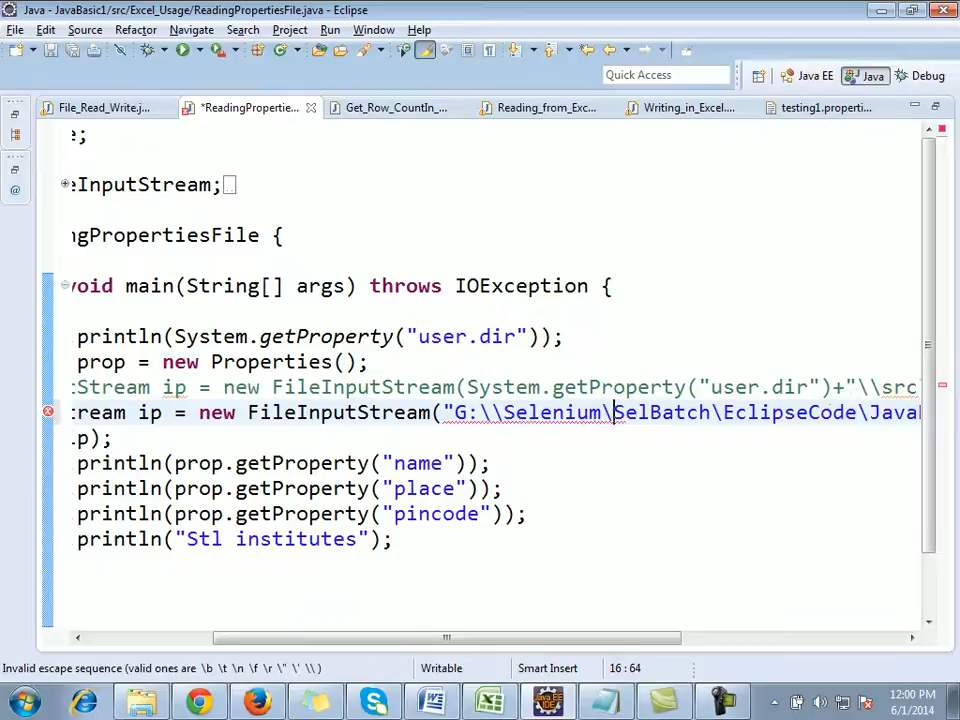 Java - JavaBasic1/src/Excel_Usage/ReadingPropertiesFile.java - Eclipse
File Edit Source Refactor Navigate Search Project Run Window Help
Quick Access
Java EE
Java
Debug
File_Read_Write.j...
*ReadingPropertie...
Get_Row_CountIn_...
Reading_from_Exc...
Writing_in_Excel....
testing1.properti...
e;
eInputStream;
ngPropertiesFile {
void main(String[] args) throws IOException {
println(System.getProperty("user.dir"));
prop = new Properties();
tStream ip = new FileInputStream(System.getProperty("user.dir")+"\\src
tream ip = new FileInputStream("G:\\Selenium\SelBatch\EclipseCode\Java
ip);
println(prop.getProperty("name"));
println(prop.getProperty("place"));
println(prop.getProperty("pincode"));
println("Stl institutes");
Invalid escape sequence (valid ones are \b \t \n \f \r \" \' \\ )
Writable
Smart Insert
16 : 64
12:00 PM
6/1/2014